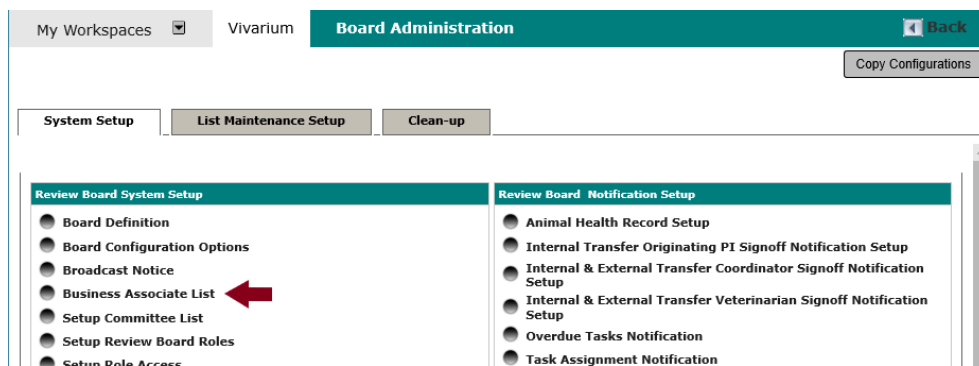 My Workspaces Vivarium Board Administration Back
Copy Configurations
System Setup List Maintenance Setup Clean-up
Review Board System Setup
Board Definition
Board Configuration Options
Broadcast Notice
Business Associate List
Setup Committee List
Setup Review Board Roles
Setup Role Access
Review Board Notification Setup
Animal Health Record Setup
Internal Transfer Originating PI Signoff Notification Setup
Internal & External Transfer Coordinator Signoff Notification
Setup
Internal & External Transfer Veterinarian Signoff Notification
Setup
Overdue Tasks Notification
Task Assignment Notification